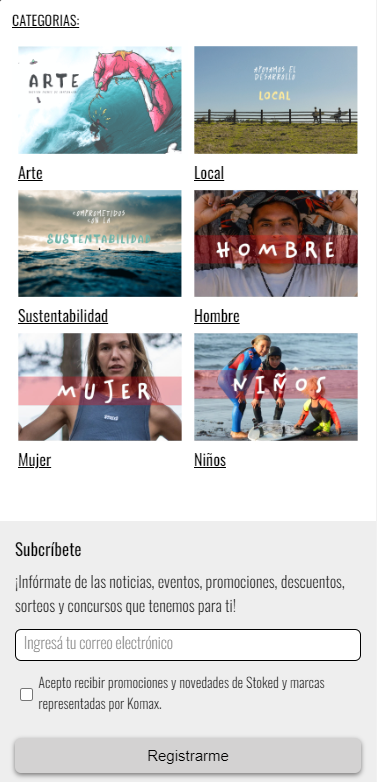 CATEGORIAS:
ARTE
APOYAMOS EL
DESARROLLO
LOCAL
Arte
Local
COMPROMETIDOS
CON LA
SUSTENTABILIDAD
HOMBRE
Sustentabilidad
Hombre
MUJER
NIÑOS
Mujer
Niños
Subcríbete
¡Infórmate de las noticias, eventos, promociones, descuentos,
sorteos y concursos que tenemos para ti!
Ingresá tu correo electrónico
Acepto recibir promociones y novedades de Stoked y marcas
representadas por Komax.
Registrarme